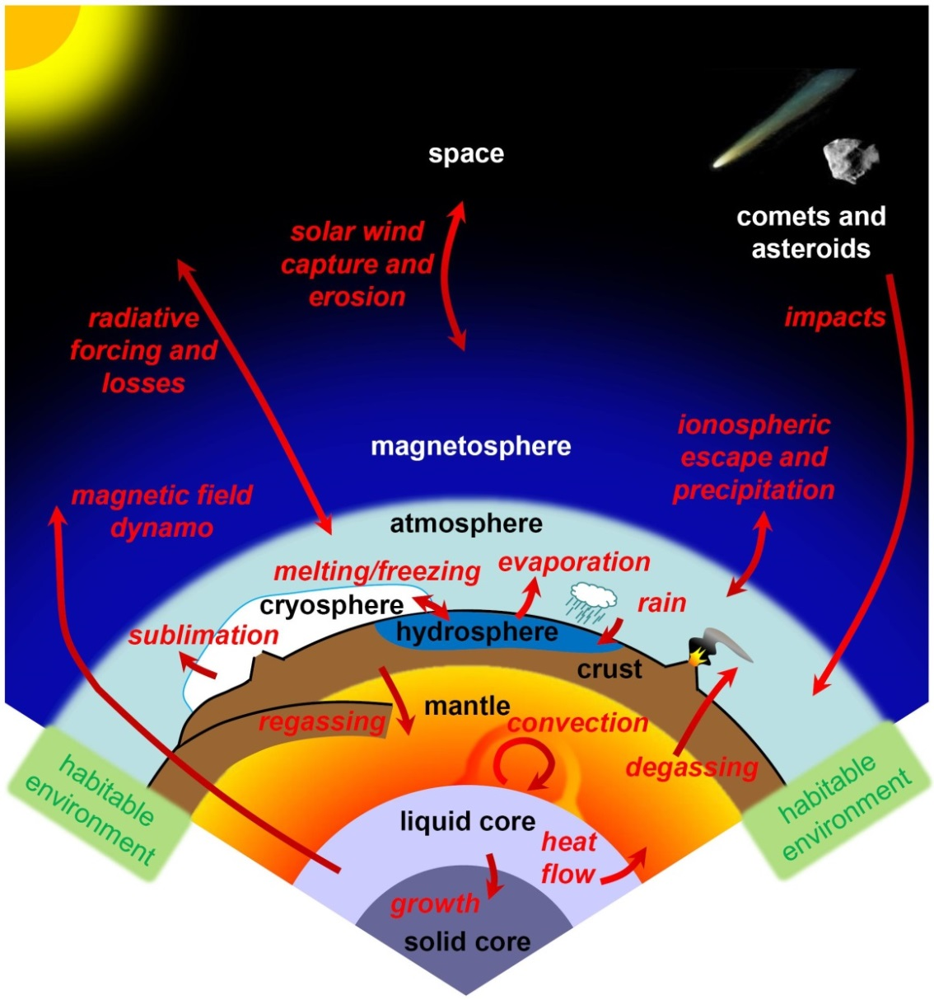 space
comets and
asteroids
solar wind
capture and
erosion
impacts
radiative
forcing and
losses
ionospheric
escape and
precipitation
magnetosphere
magnetic field
dynamo
atmosphere
melting/freezing
evaporation
rain
cryosphere
hydrosphere
sublimation
crust
mantle
regassing
convection
degassing
habitable
environment
habitable
environment
liquid core
heat
flow
growth
solid core